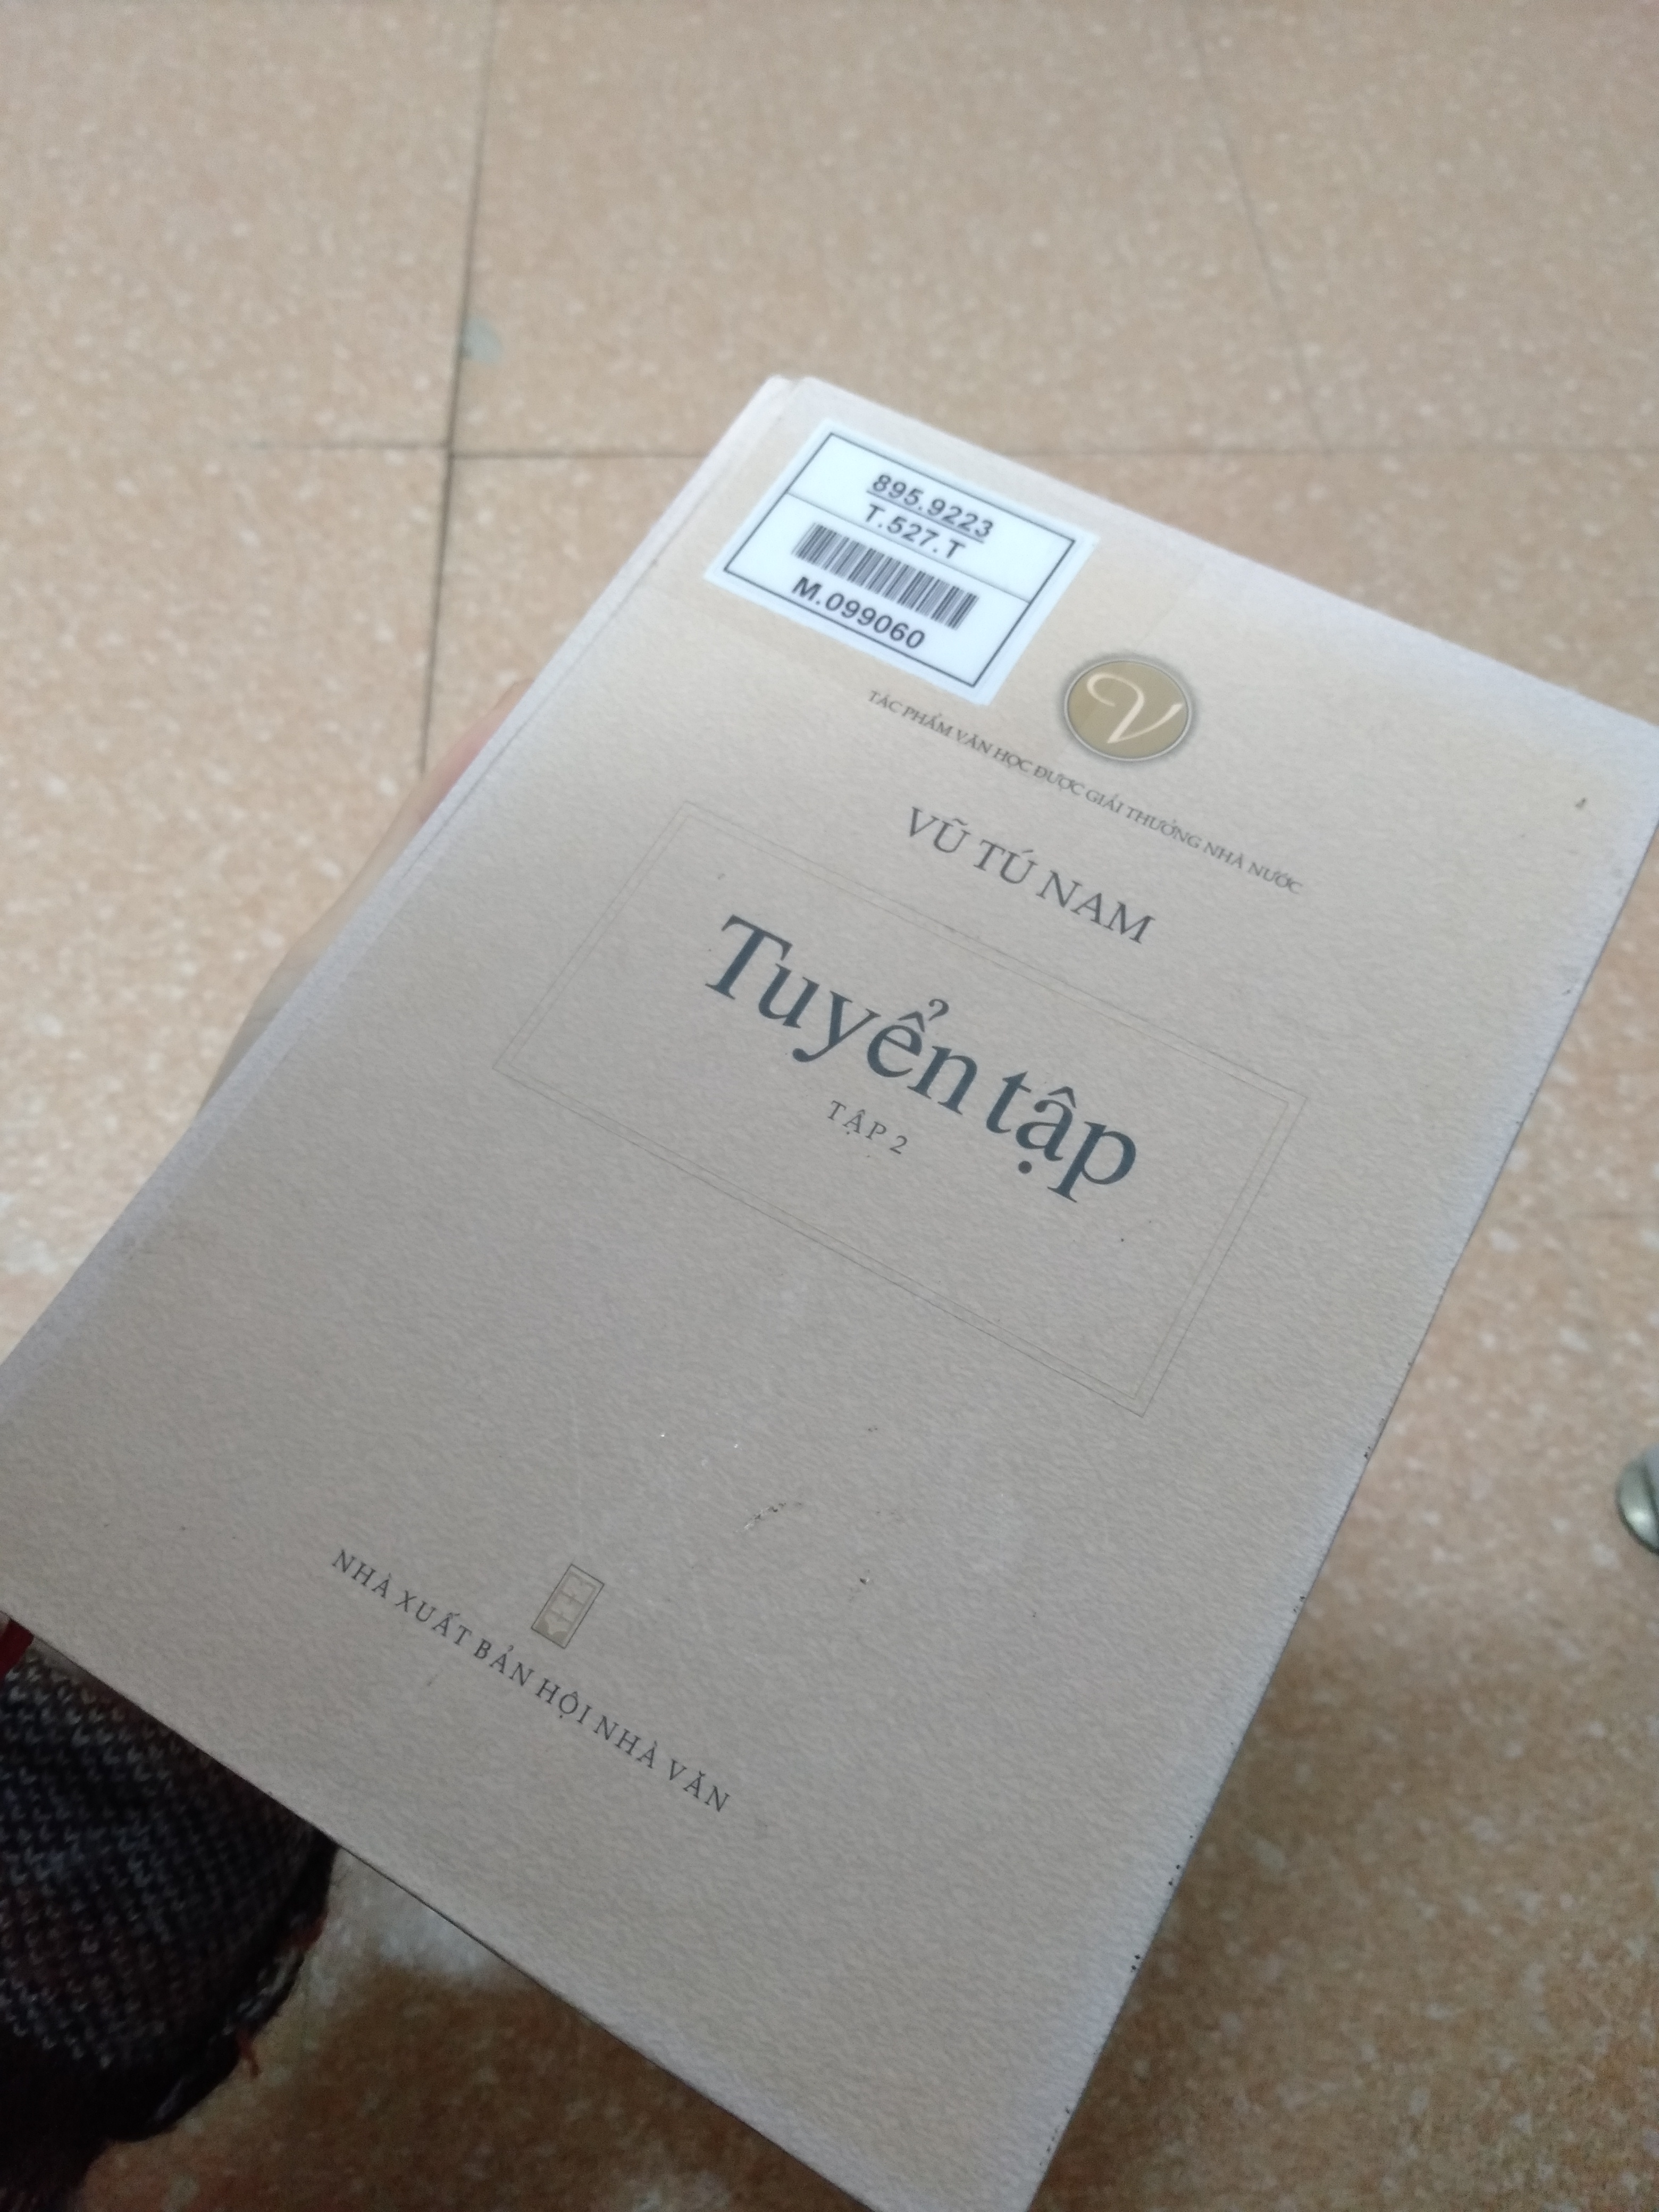 895.9223
T.527.T
M.099060
V
TÁC PHẨM VĂN HỌC ĐƯỢC GIẢI THƯỞNG NHÀ NƯỚC
VŨ TÚ NAM
Tuyển tập
TẬP 2
NHÀ XUẤT BẢN HỘI NHÀ VĂN